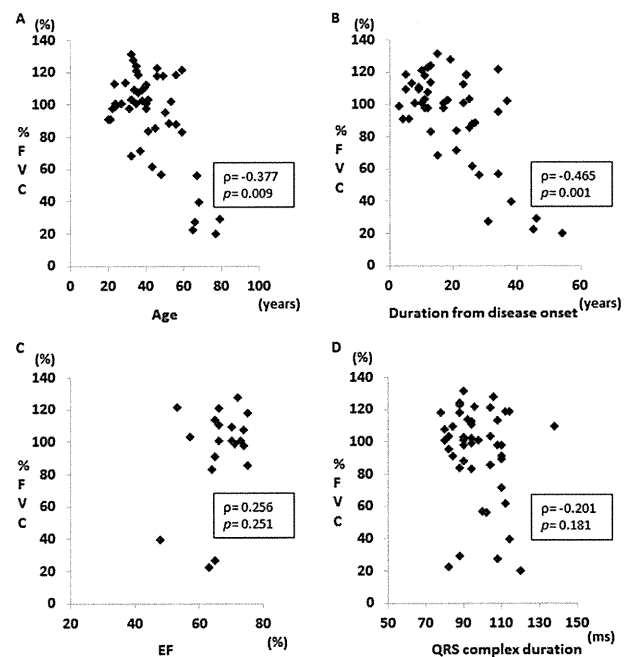 A
(%)
140
120
100
80
60
40
20
0
%
F
V
C
ρ= -0.377
p= 0.009
0 20 40 60 80 100
(years)
Age
B
(%)
140
120
100
80
60
40
20
0
%
F
V
C
ρ= -0.465
p= 0.001
0 20 40 60
(years)
Duration from disease onset
C
(%)
140
120
100
80
60
40
20
0
%
F
V
C
ρ= 0.256
p= 0.251
20 40 60 80
(%)
EF
D
(%)
140
120
100
80
60
40
20
0
%
F
V
C
ρ= -0.201
p= 0.181
50 70 90 110 130 150
(ms)
QRS complex duration